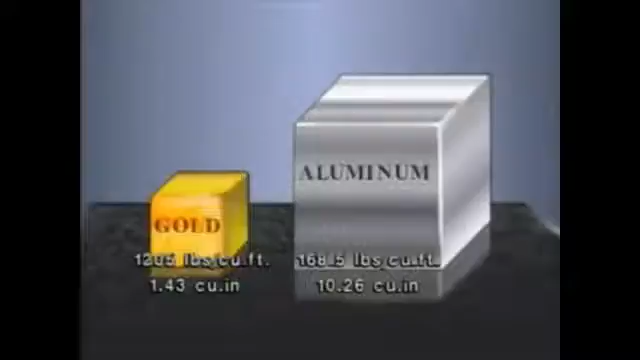 ALUMINUM
GOLD
1205 lbs/cu.ft.
168.5 lbs/cu.ft.
1.43 cu.in
10.26 cu.in